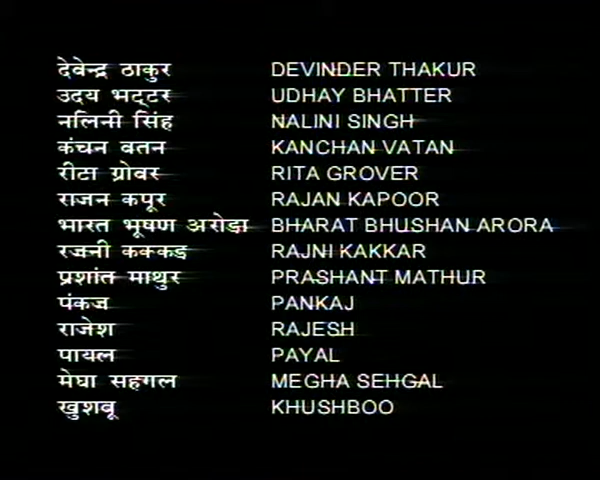 देवेन्द्र ठाकुर DEVINDER THAKUR
उदय भट्टर UDHAY BHATTER
नलिनी सिंह NALINI SINGH
कंचन वतन KANCHAN VATAN
रीटा ग्रोवर RITA GROVER
राजन कपूर RAJAN KAPOOR
भारत भूषण अरोडा BHARAT BHUSHAN ARORA
रजनी कक्कड RAJNI KAKKAR
प्रशांत माथुर PRASHANT MATHUR
पंकज PANKAJ
राजेश RAJESH
पायल PAYAL
मेघा सहगल MEGHA SEHGAL
खुशबू KHUSHBOO